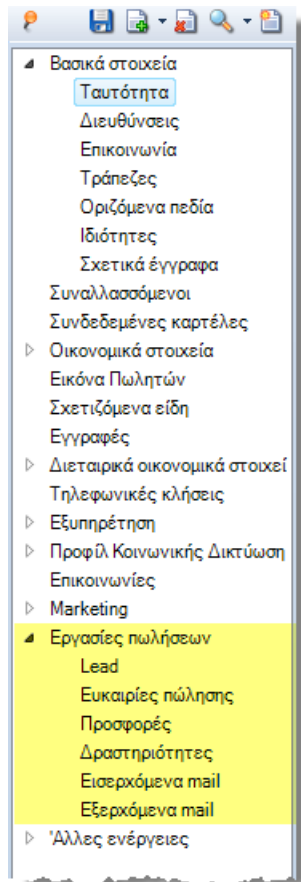 Βασικά στοιχεία
Ταυτότητα
Διευθύνσεις
Επικοινωνία
Τράπεζες
Οριζόμενα πεδία
Ιδιότητες
Σχετικά έγγραφα
Συναλλασσόμενοι
Συνδεδεμένες καρτέλες
Οικονομικά στοιχεία
Εικόνα Πωλητών
Σχετιζόμενα είδη
Εγγραφές
Διεταιρικά οικονομικά στοιχεί
Τηλεφωνικές κλήσεις
Εξυπηρέτηση
Προφίλ Κοινωνικής Δικτύωση
Επικοινωνίες
Marketing
Εργασίες πωλήσεων
Lead
Ευκαιρίες πώλησης
Προσφορές
Δραστηριότητες
Εισερχόμενα mail
Εξερχόμενα mail
'Αλλες ενέργειες